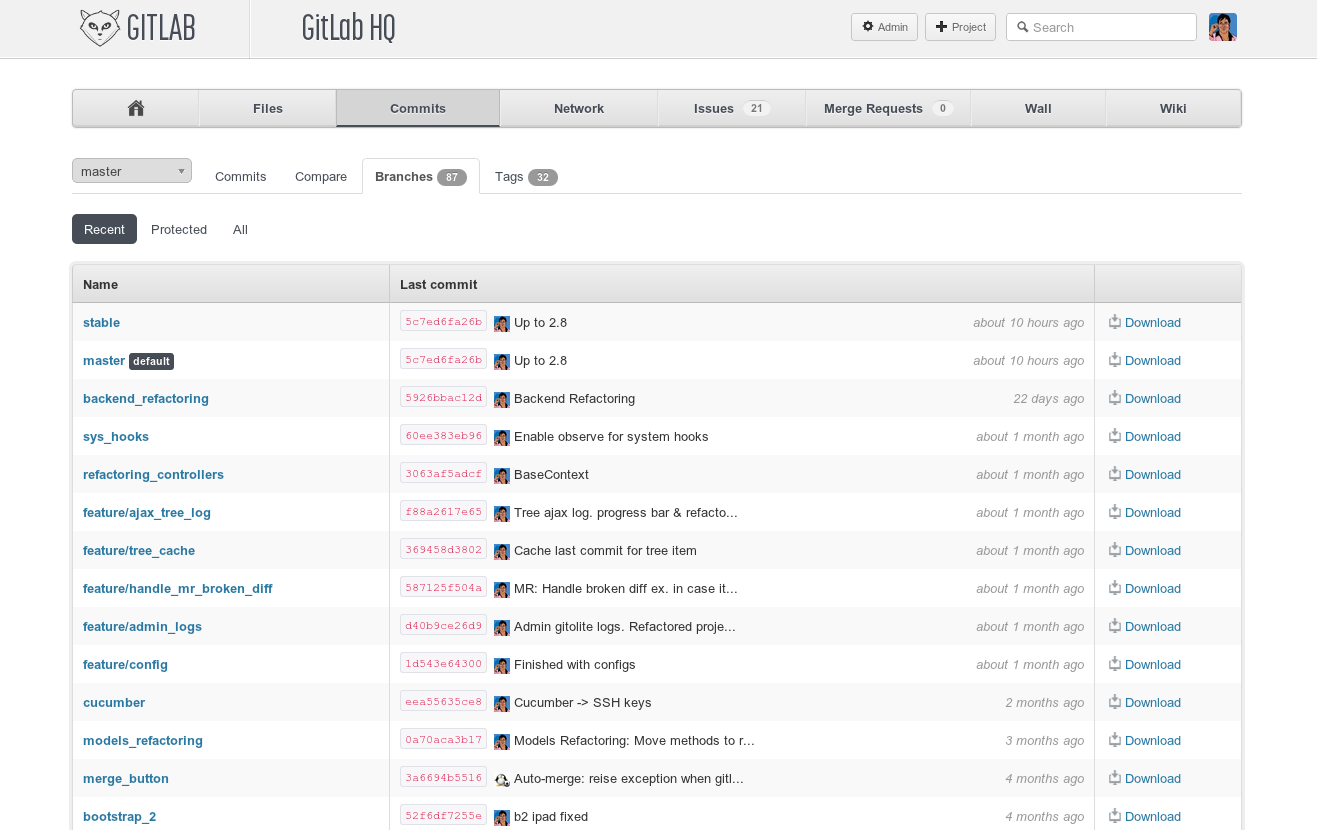 GITLAB GitLab HQ Admin Project Search
Files Commits Network Issues 21 Merge Requests 0 Wall Wiki
master Commits Compare Branches 87 Tags 32
Recent Protected All
Name Last commit
stable 5c7ed6fa26b Up to 2.8 about 10 hours ago Download
master default 5c7ed6fa26b Up to 2.8 about 10 hours ago Download
backend_refactoring 5926bbac12d Backend Refactoring 22 days ago Download
sys_hooks 60ee383eb96 Enable observe for system hooks about 1 month ago Download
refactoring_controllers 3063af5adcf BaseContext about 1 month ago Download
feature/ajax_tree_log f88a2617e65 Tree ajax log. progress bar & refacto... about 1 month ago Download
feature/tree_cache 369458d3802 Cache last commit for tree item about 1 month ago Download
feature/handle_mr_broken_diff 587125f504a MR: Handle broken diff ex. in case it... about 1 month ago Download
feature/admin_logs d40b9ce26d9 Admin gitolite logs. Refactored proje... about 1 month ago Download
feature/config 1d543e64300 Finished with configs about 1 month ago Download
cucumber eea55635ce8 Cucumber -> SSH keys 2 months ago Download
models_refactoring 0a70aca3b17 Models Refactoring: Move methods to r... 3 months ago Download
merge_button 3a6694b5516 Auto-merge: reise exception when gitl... 4 months ago Download
bootstrap_2 52f6df7255e b2 ipad fixed 4 months ago Download